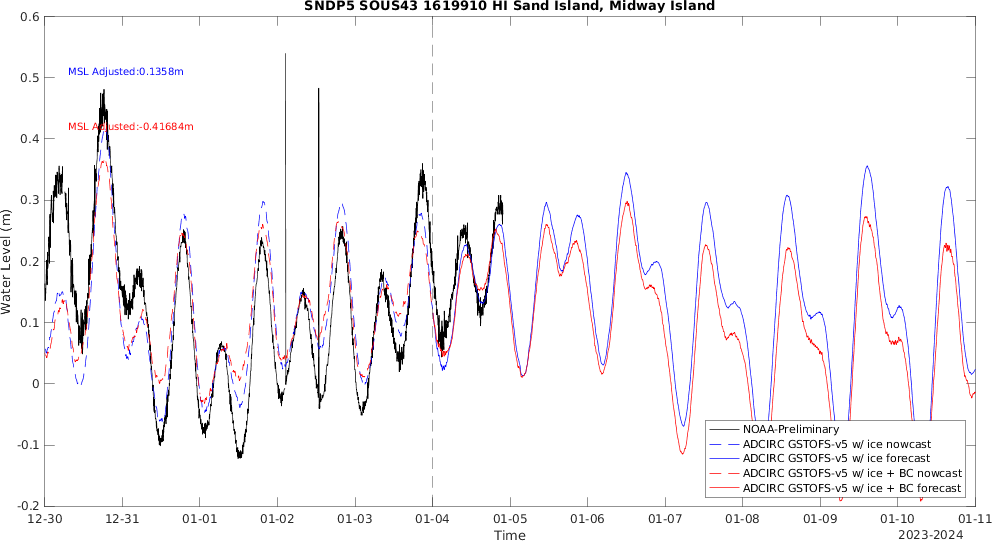 SNDP5 SOUS43 1619910 HI Sand Island, Midway Island
0.6
0.5
0.4
0.3
0.2
0.1
0
-0.1
-0.2
Water Level (m)
MSL Adjusted:0.1358m
MSL Adjusted:-0.41684m
NOAA-Preliminary
ADCIRC GSTOFS-v5 w/ ice nowcast
ADCIRC GSTOFS-v5 w/ ice forecast
ADCIRC GSTOFS-v5 w/ ice + BC nowcast
ADCIRC GSTOFS-v5 w/ ice + BC forecast
12-30 12-31 01-01 01-02 01-03 01-04 01-05 01-06 01-07 01-08 01-09 01-10 01-11
Time
2023-2024